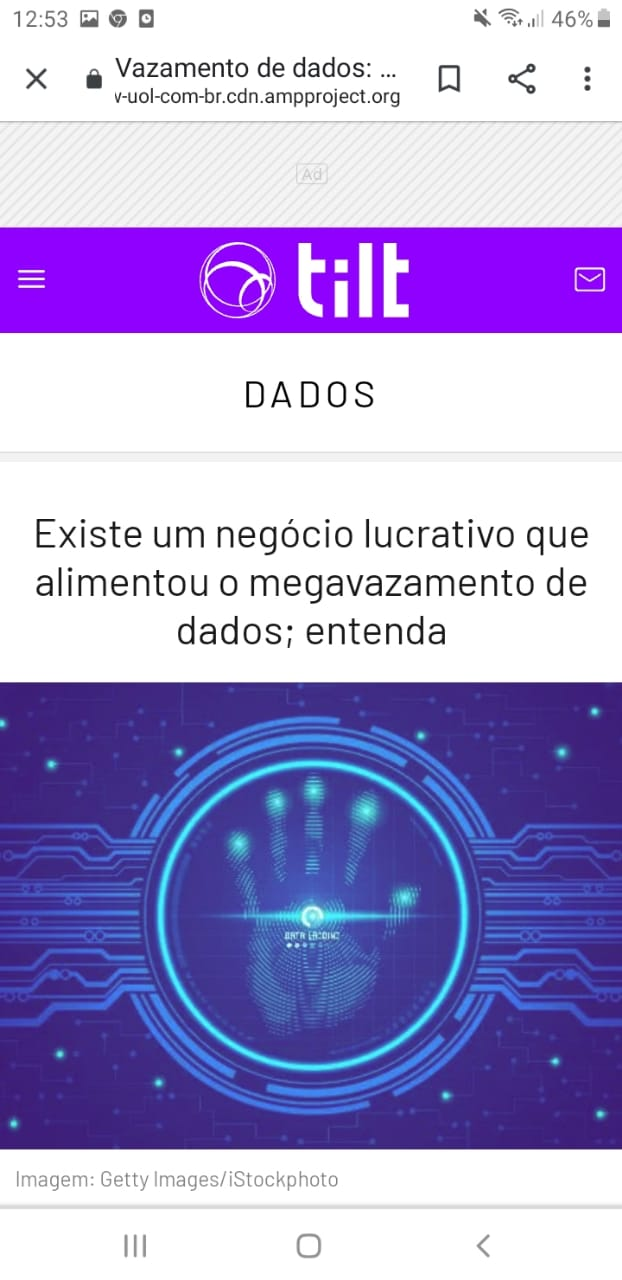 12:53
46%
Vazamento de dados: ...
v-uol-com-br.cdn.ampproject.org
Ad
tilt
DADOS
Existe um negócio lucrativo que
alimentou o megavazamento de
dados; entenda
Imagem: Getty Images/iStockphoto